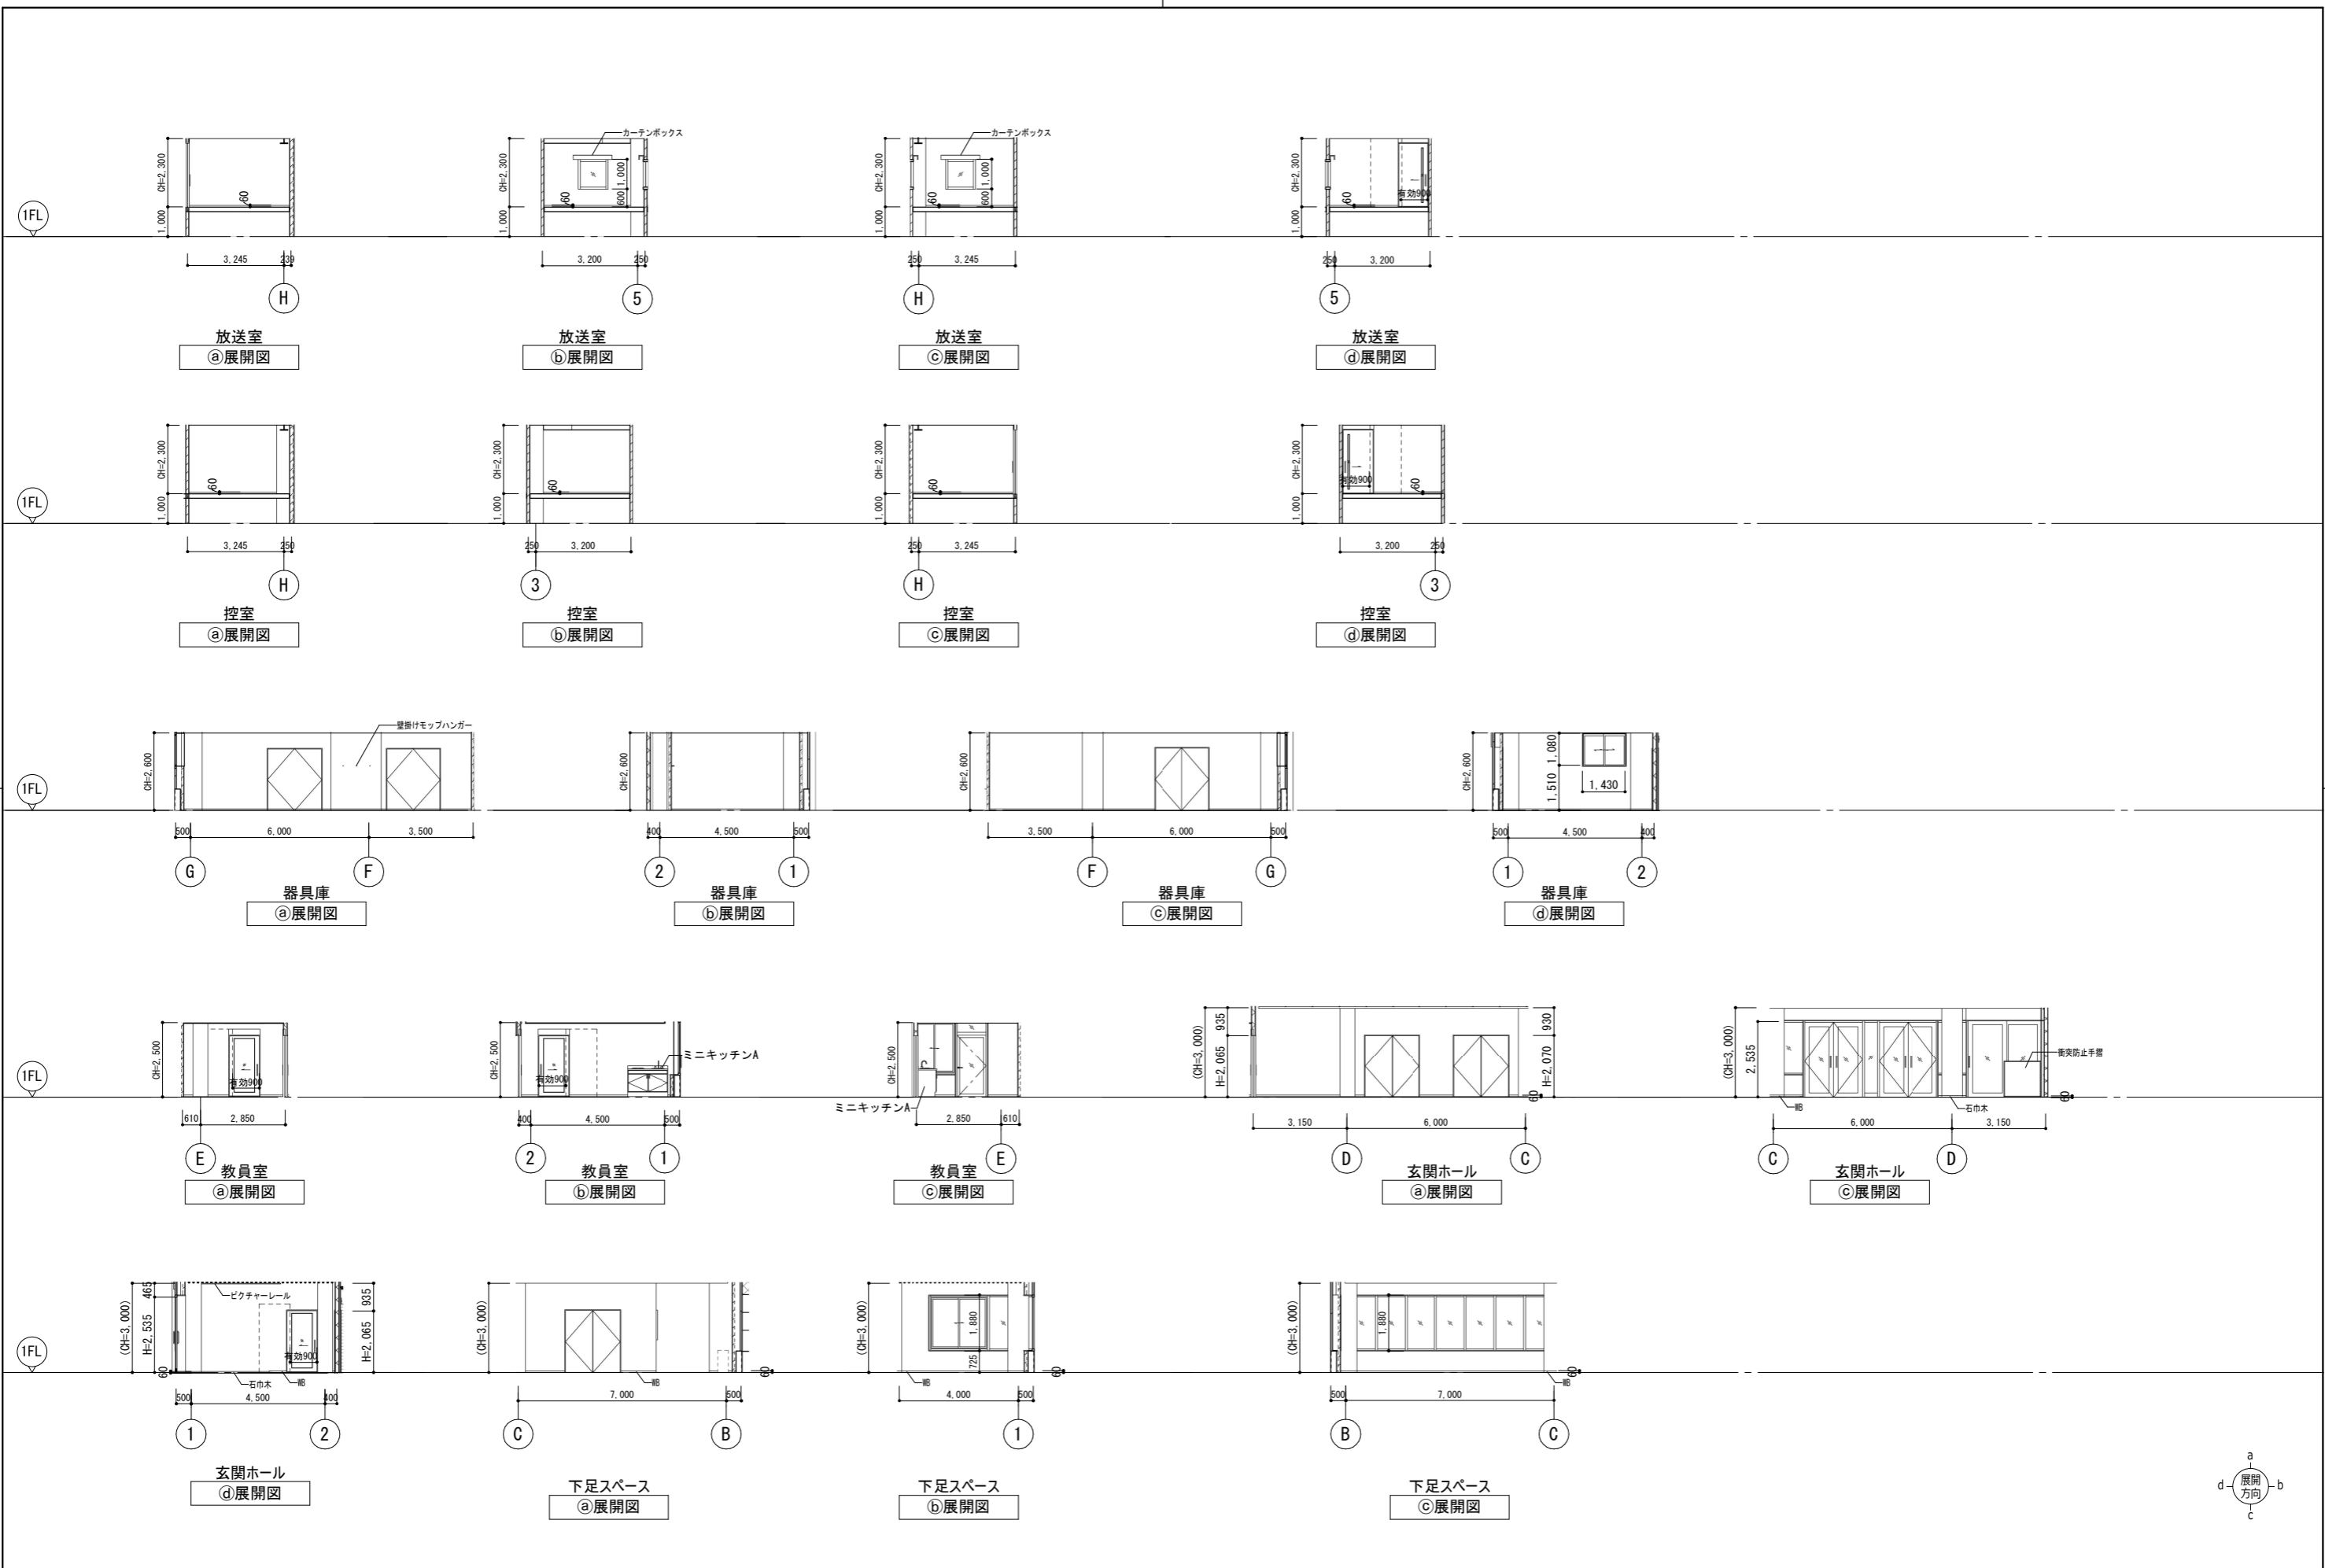 1FL
CH=2,300
1,000
60
3,245
239
H
放送室
ⓐ展開図
カーテンボックス
CH=2,300
1,000
60
1,000
600
3,200
250
5
放送室
ⓑ展開図
カーテンボックス
CH=2,300
1,000
60
1,000
600
250
3,245
H
放送室
ⓒ展開図
CH=2,300
1,000
60
有効900
250
3,200
5
放送室
ⓓ展開図
1FL
CH=2,300
1,000
60
3,245
250
H
控室
ⓐ展開図
CH=2,300
1,000
60
250
3,200
3
控室
ⓑ展開図
CH=2,300
1,000
60
250
3,245
H
控室
ⓒ展開図
CH=2,300
1,000
有効900
60
3,200
250
3
控室
ⓓ展開図
1FL
CH=2,600
壁掛けモップハンガー
500
6,000
3,500
G
F
器具庫
ⓐ展開図
CH=2,600
400
4,500
500
2
1
器具庫
ⓑ展開図
CH=2,600
3,500
6,000
500
F
G
器具庫
ⓒ展開図
CH=2,600
1,080
1,510
1,430
500
4,500
400
1
2
器具庫
ⓓ展開図
1FL
CH=2,500
有効900
610
2,850
E
教員室
ⓐ展開図
CH=2,500
有効900
ミニキッチンA
400
4,500
500
2
1
教員室
ⓑ展開図
CH=2,500
ミニキッチンA
2,850
610
E
教員室
ⓒ展開図
(CH=3,000)
935
H=2,065
930
H=2,070
60
3,150
6,000
D
C
玄関ホール
ⓐ展開図
(CH=3,000)
2,535
衝突防止手摺
WB
石巾木
60
6,000
3,150
C
D
玄関ホール
ⓒ展開図
1FL
(CH=3,000)
465
H=2,535
60
ピクチャーレール
有効900
935
H=2,065
石巾木
WB
500
4,500
400
1
2
玄関ホール
ⓓ展開図
(CH=3,000)
WB
60
7,000
500
C
B
下足スペース
ⓐ展開図
(CH=3,000)
1,880
725
WB
60
4,000
500
1
下足スペース
ⓑ展開図
(CH=3,000)
1,880
WB
60
500
7,000
B
C
下足スペース
ⓒ展開図
a
d
展開
方向
b
c